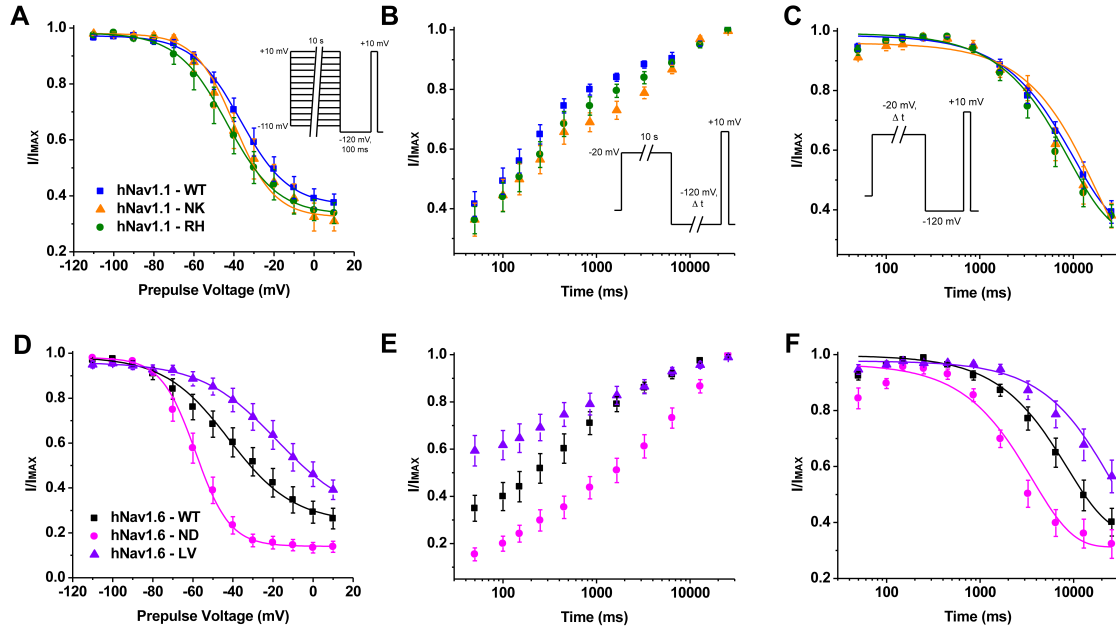 A
I/IMAX
1.0
0.8
0.6
0.4
0.2
-120
-100
-80
-60
-40
-20
0
20
Prepulse Voltage (mV)
hNav1.1 - WT
hNav1.1 - NK
hNav1.1 - RH
+10 mV
10 s
+10 mV
-110 mV
-120 mV,
100 ms
B
I/IMAX
1.0
0.8
0.6
0.4
100
1000
10000
Time (ms)
10 s
+10 mV
-20 mV
-120 mV,
Δ t
C
I/IMAX
1.0
0.8
0.6
0.4
100
1000
10000
Time (ms)
-20 mV,
Δ t
+10 mV
-120 mV
D
I/IMAX
1.0
0.8
0.6
0.4
0.2
0.0
-120
-100
-80
-60
-40
-20
0
20
Prepulse Voltage (mV)
hNav1.6 - WT
hNav1.6 - ND
hNav1.6 - LV
E
I/IMAX
1.0
0.8
0.6
0.4
0.2
100
1000
10000
Time (ms)
F
I/IMAX
1.0
0.8
0.6
0.4
0.2
100
1000
10000
Time (ms)